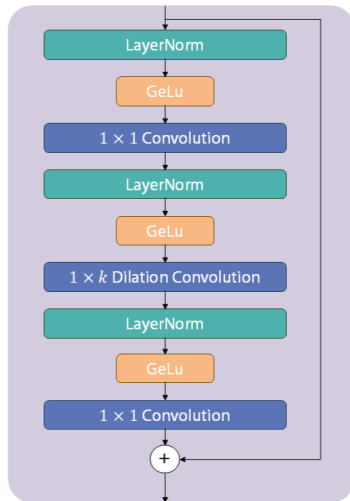 LayerNorm
GeLu
1 × 1 Convolution
LayerNorm
GeLu
1 × k Dilation Convolution
LayerNorm
GeLu
1 × 1 Convolution
+